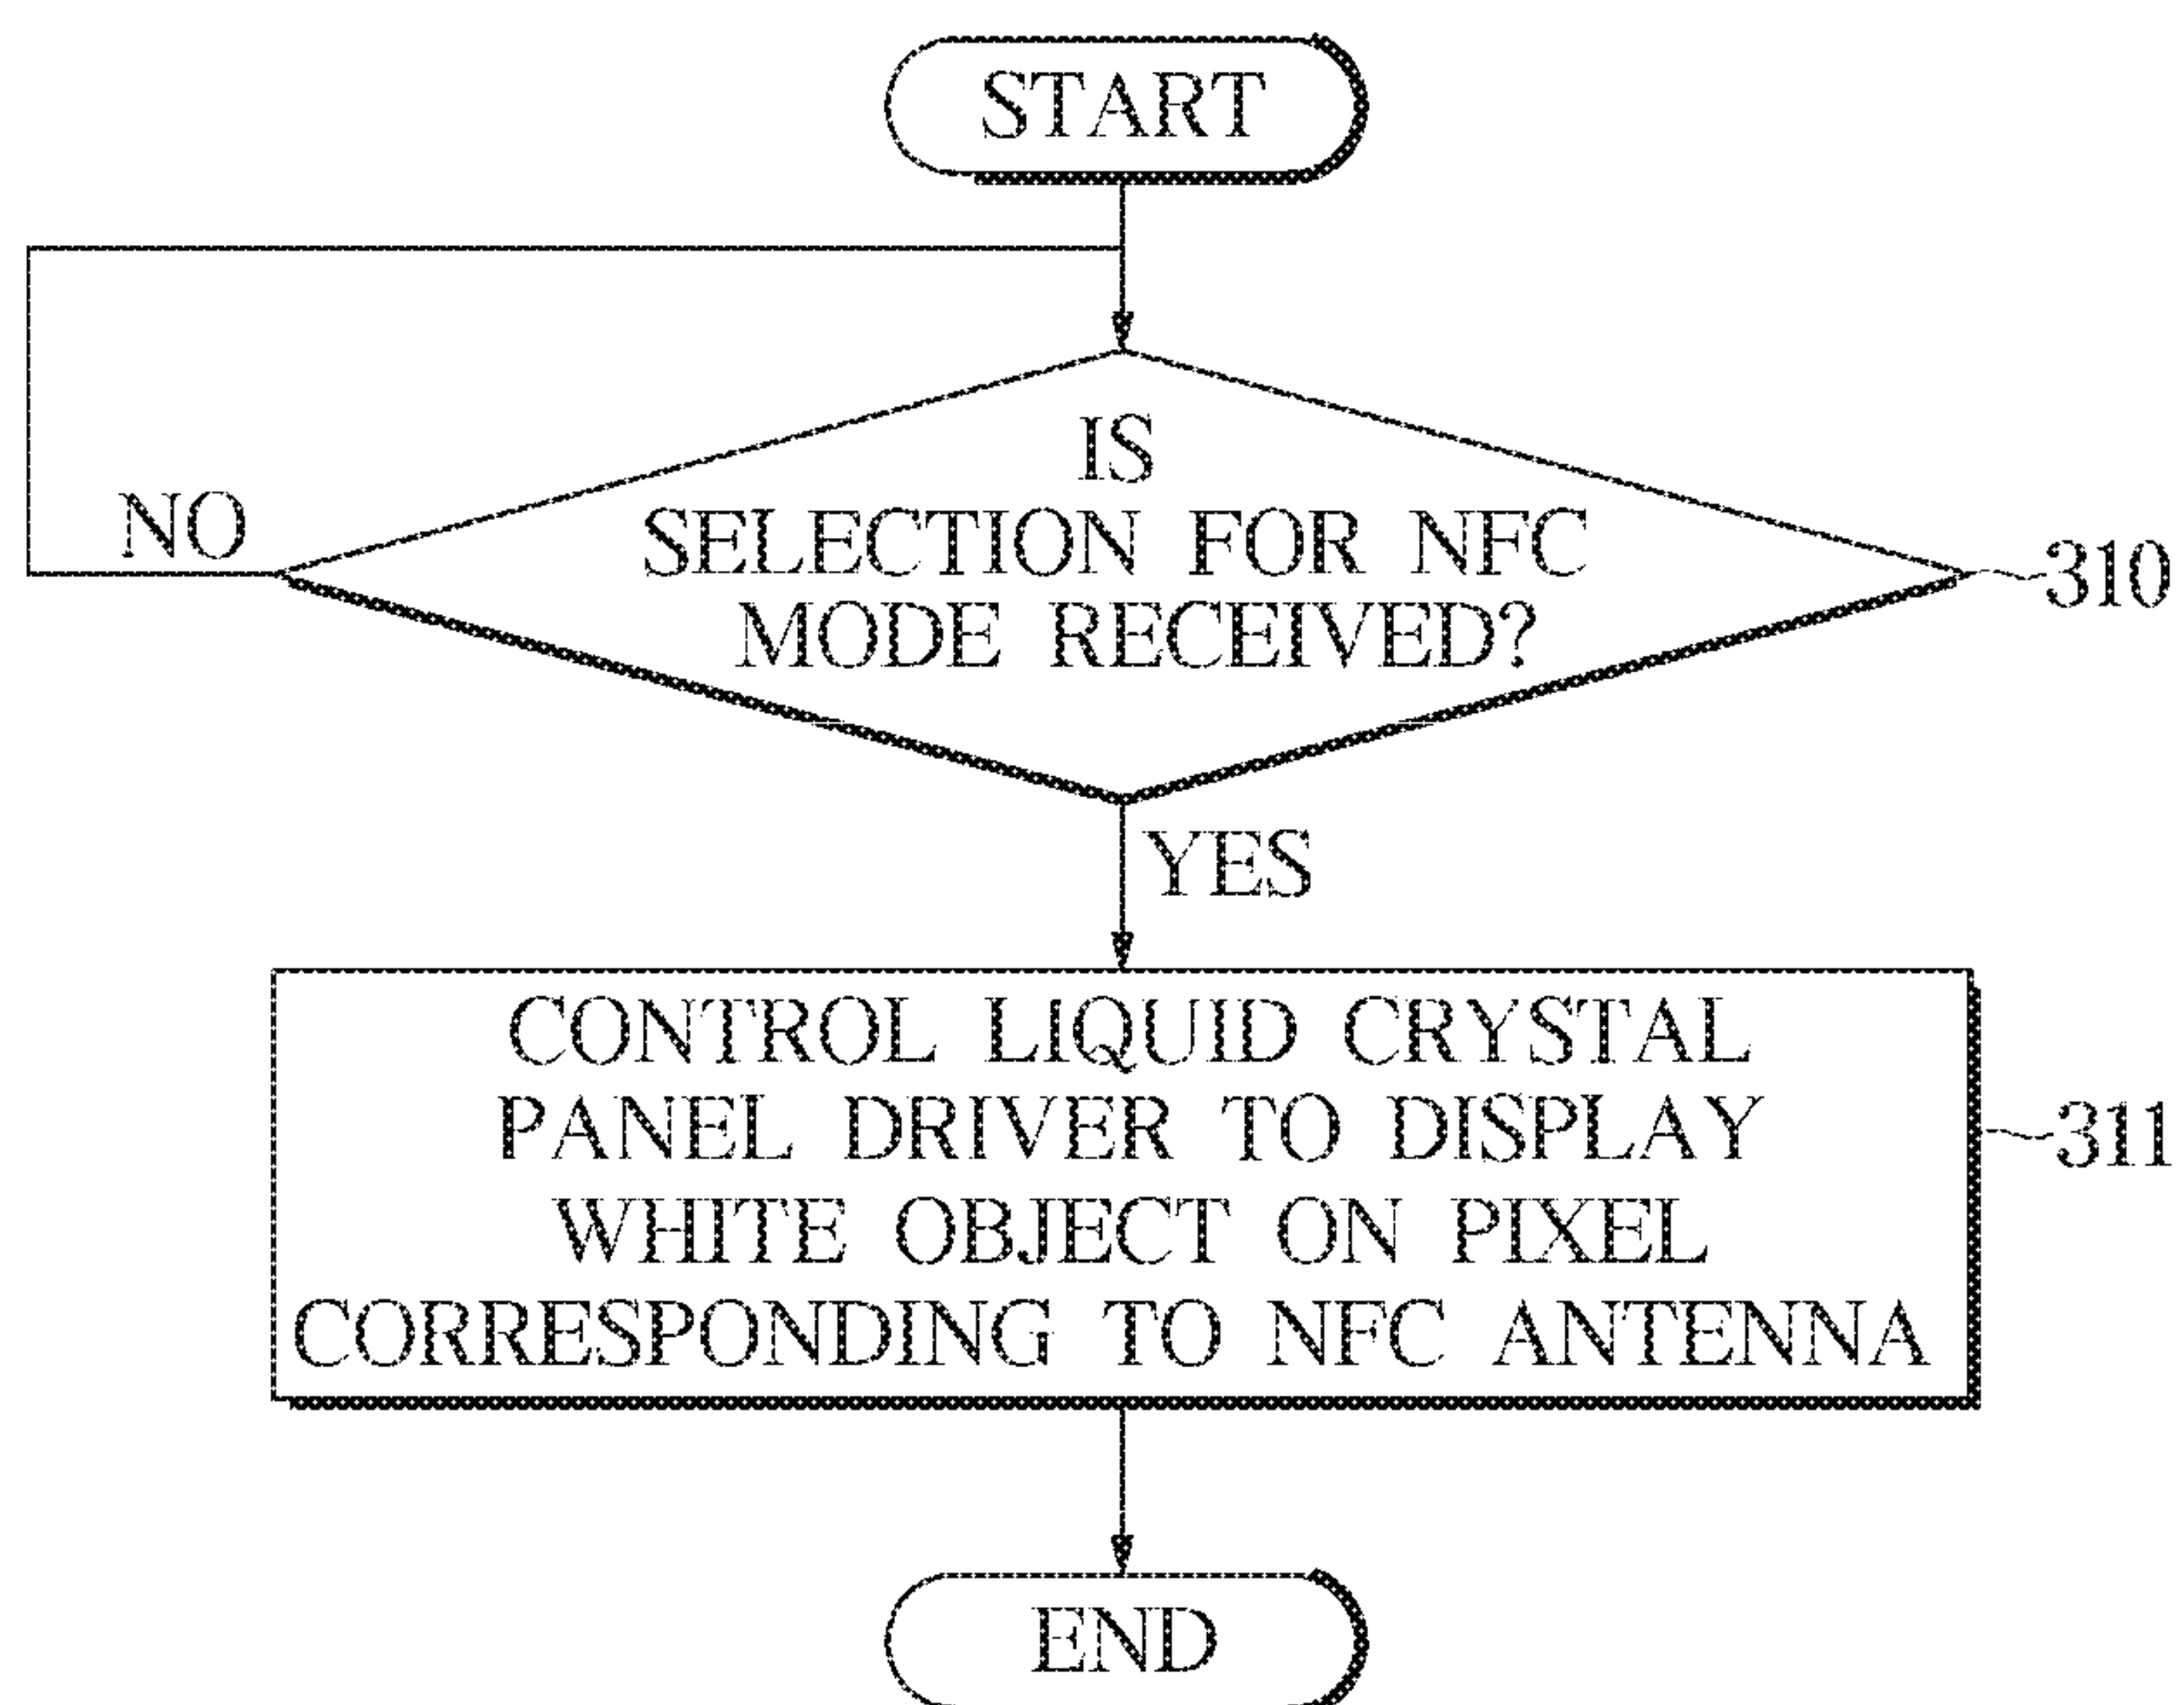 START
IS
SELECTION FOR NFC
MODE RECEIVED?
NO
310
YES
CONTROL LIQUID CRYSTAL
PANEL DRIVER TO DISPLAY
WHITE OBJECT ON PIXEL
CORRESPONDING TO NFC ANTENNA
311
END